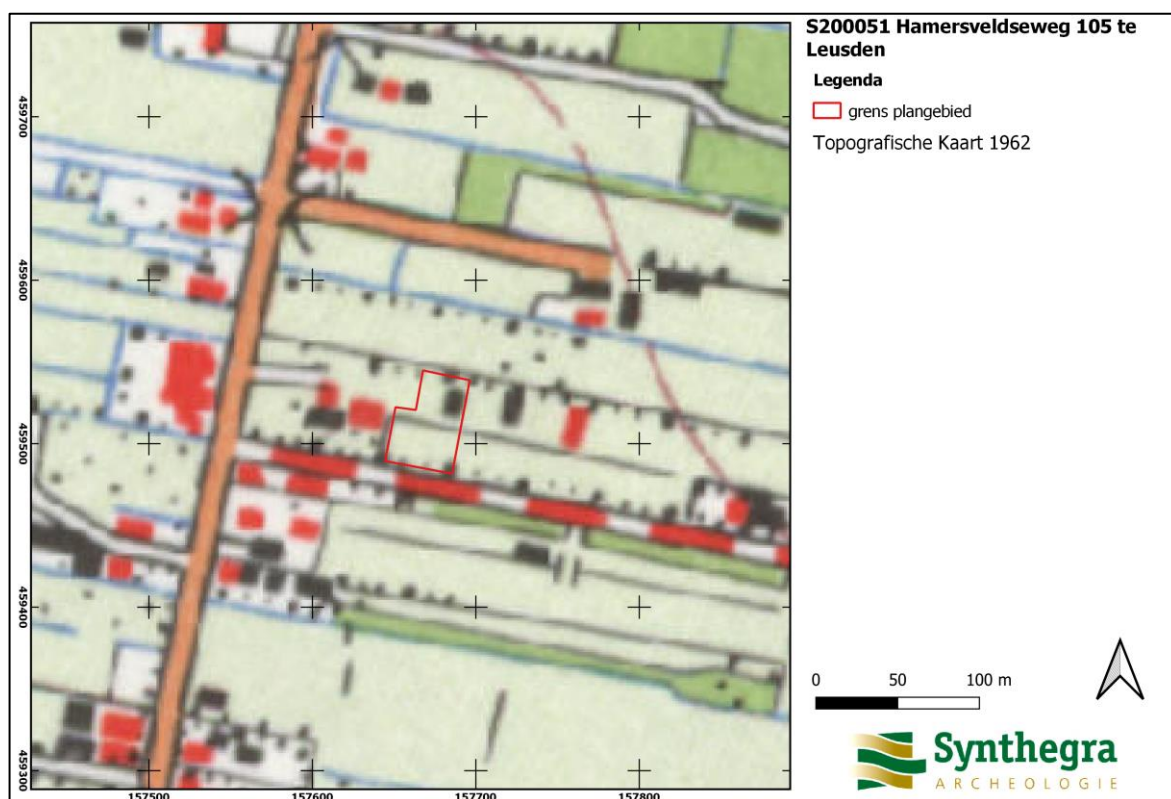 S200051 Hamersveldseweg 105 te
Leusden
Legenda
grens plangebied
Topografische Kaart 1962
459700
459600
459500
459400
459300
157500
157600
157700
157800
0 50 100 m
Synthegra
ARCHEOLOGIE